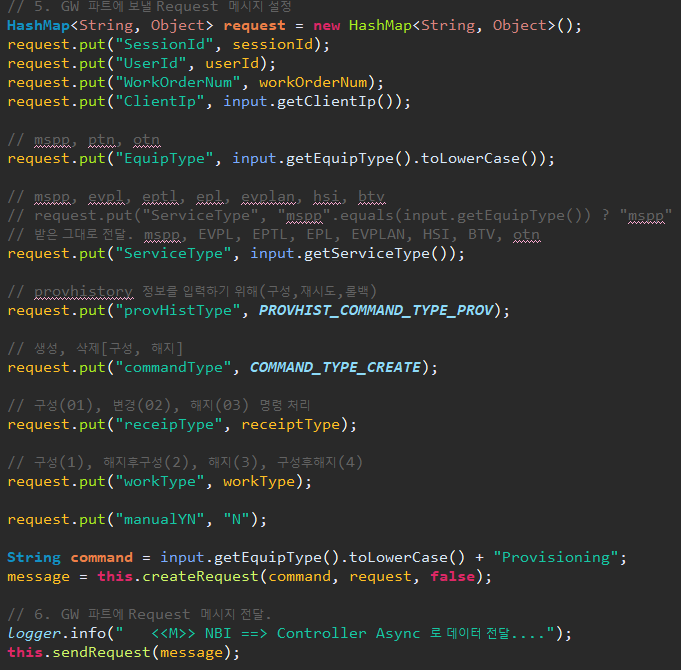 // 5. GW 파트에 보낼 Request 메시지 설정
HashMap<String, Object> request = new HashMap<String, Object>();
request.put("SessionId", sessionId);
request.put("UserId", userId);
request.put("WorkOrderNum", workOrderNum);
request.put("ClientIp", input.getClientIp());
// mspp, ptn, otn
request.put("EquipType", input.getEquipType().toLowerCase());
// mspp, evpl, eptl, epl, evplan, hsi, btv
// request.put("ServiceType", "mspp".equals(input.getEquipType()) ? "mspp"
// 받은 그대로 전달. mspp, EVPL, EPTL, EPL, EVPLAN, HSI, BTV, otn
request.put("ServiceType", input.getServiceType());
// provhistory 정보를 입력하기 위해(구성,재시도,롤백)
request.put("provHistType", PROVHIST_COMMAND_TYPE_PROV);
// 생성, 삭제[구성, 해지]
request.put("commandType", COMMAND_TYPE_CREATE);
// 구성(01), 변경(02), 해지(03) 명령 처리
request.put("receipType", receiptType);
// 구성(1), 해지후구성(2), 해지(3), 구성후해지(4)
request.put("workType", workType);
request.put("manualYN", "N");
String command = input.getEquipType().toLowerCase() + "Provisioning";
message = this.createRequest(command, request, false);
// 6. GW 파트에 Request 메시지 전달.
logger.info("   <<M>> NBI ==> Controller Async 로 데이터 전달....");
this.sendRequest(message);